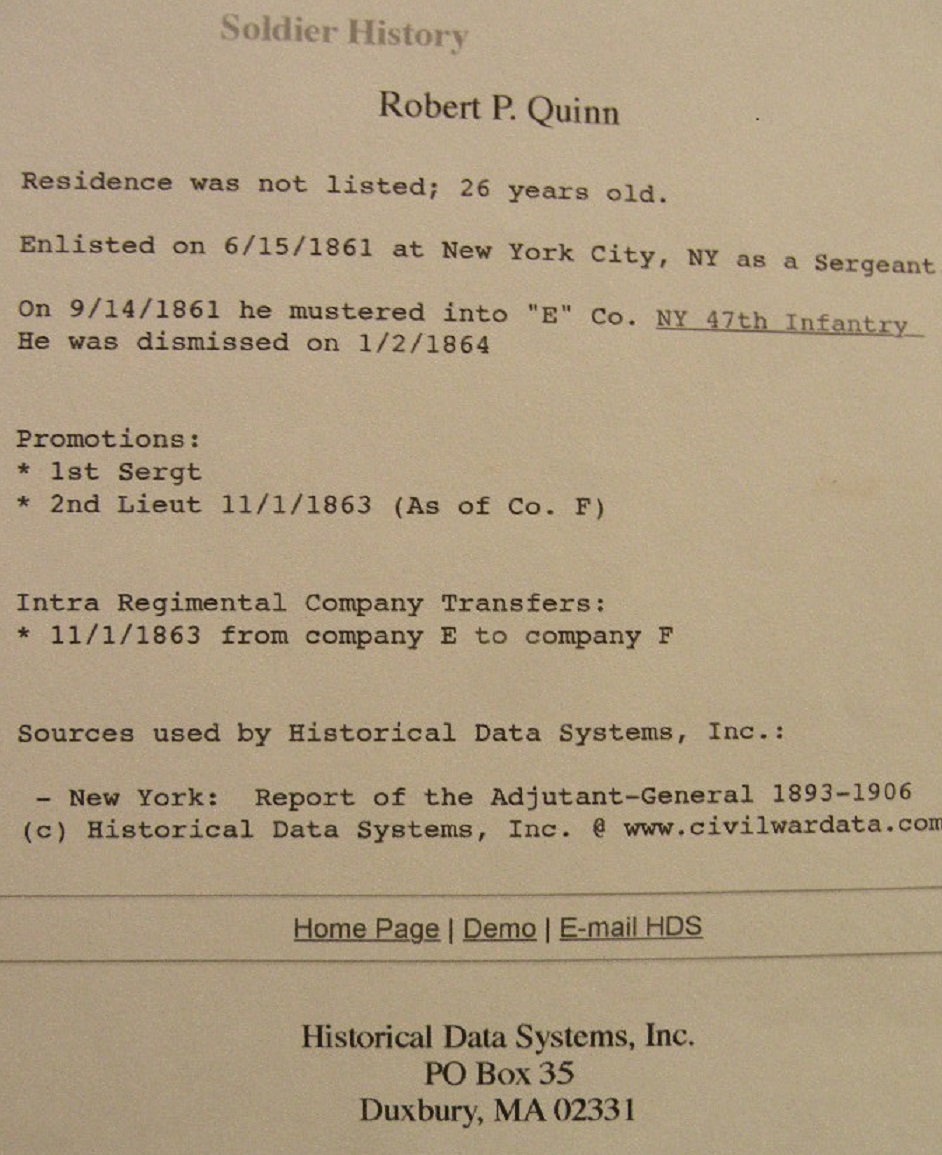 Soldier History
Robert P. Quinn
Residence was not listed; 26 years old.
Enlisted on 6/15/1861 at New York City, NY as a Sergeant
On 9/14/1861 he mustered into "E" Co. NY 47th Infantry
He was dismissed on 1/2/1864
Promotions:
* 1st Sergt
* 2nd Lieut 11/1/1863 (As of Co. F)
Intra Regimental Company Transfers:
* 11/1/1863 from company E to company F
Sources used by Historical Data Systems, Inc.:
- New York: Report of the Adjutant-General 1893-1906
(c) Historical Data Systems, Inc. @ www.civilwardata.com
Home Page | Demo | E-mail HDS
Historical Data Systems, Inc.
PO Box 35
Duxbury, MA 02331